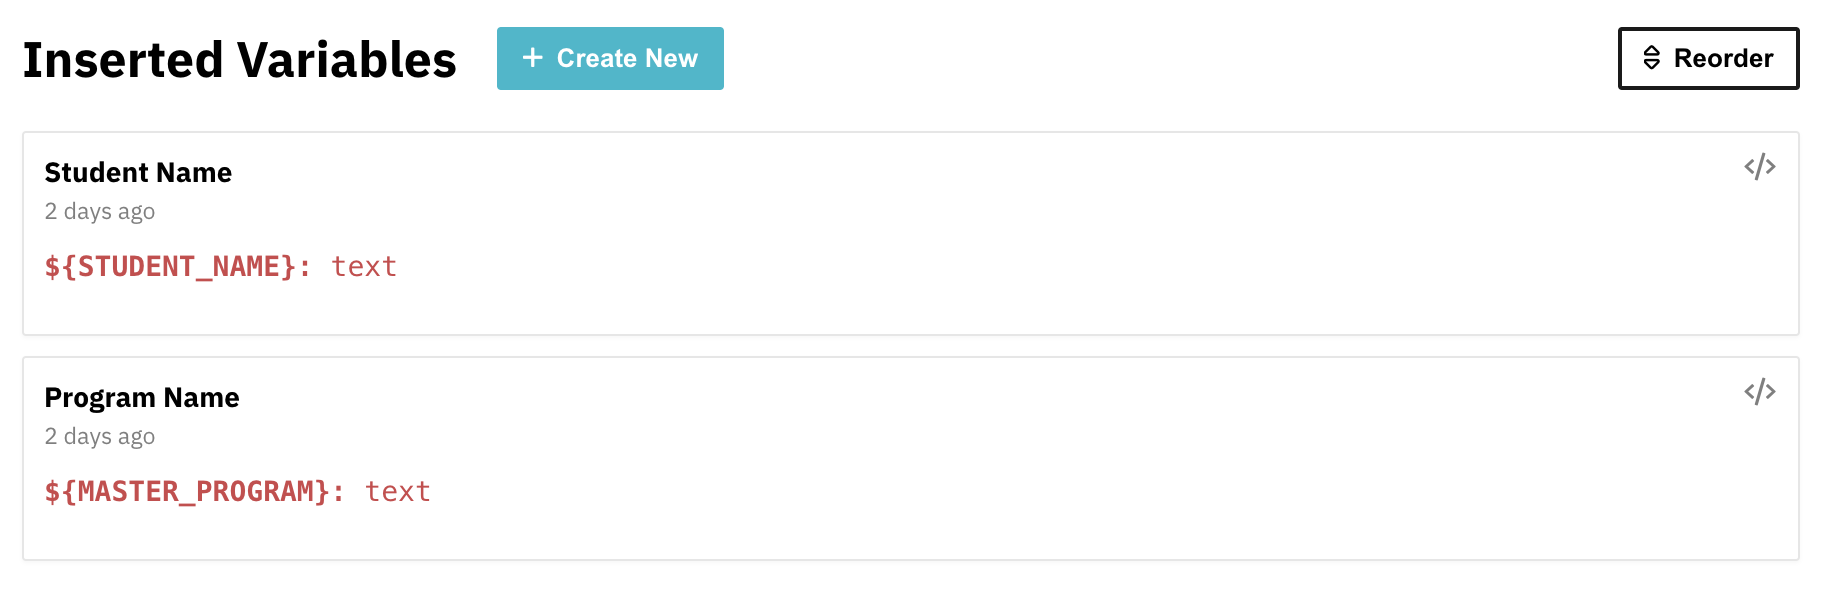 Inserted Variables
+ Create New
Reorder
Student Name
</>
2 days ago
${STUDENT_NAME}: text
Program Name
</>
2 days ago
${MASTER_PROGRAM}: text